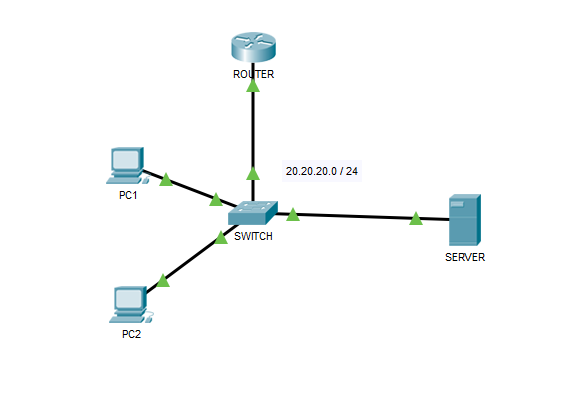 ROUTER
20.20.20.0 / 24
PC1
SWITCH
SERVER
PC2